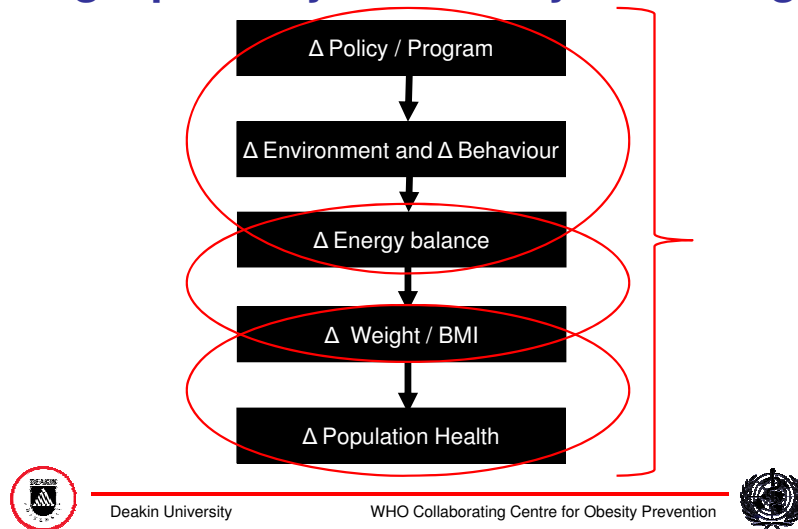 Δ Policy / Program
Δ Environment and Δ Behaviour
Δ Energy balance
Δ Weight / BMI
Δ Population Health
DEAKIN
Deakin University
WHO Collaborating Centre for Obesity Prevention